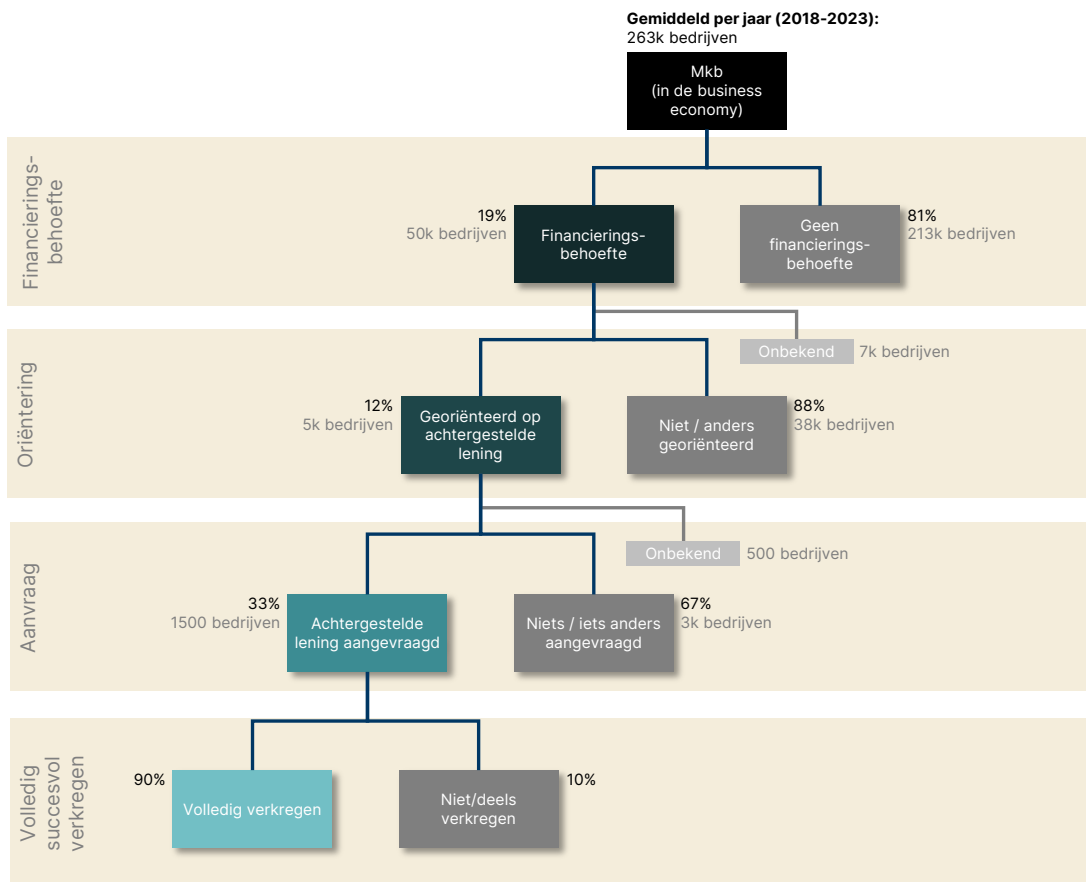 Gemiddeld per jaar (2018-2023):
263k bedrijven
Mkb
(in de business
economy)
Financierings-
behoefte
19%
50k bedrijven
Financierings-
behoefte
Geen
financierings-
behoefte
81%
213k bedrijven
Oriëntering
Onbekend
7k bedrijven
12%
5k bedrijven
Georiënteerd op
achtergestelde
lening
Niet / anders
georiënteerd
88%
38k bedrijven
Aanvraag
Onbekend
500 bedrijven
33%
1500 bedrijven
Achtergestelde
lening aangevraagd
Niets / iets anders
aangevraagd
67%
3k bedrijven
Volledig
succesvol
verkregen
90%
Volledig verkregen
Niet/deels
verkregen
10%